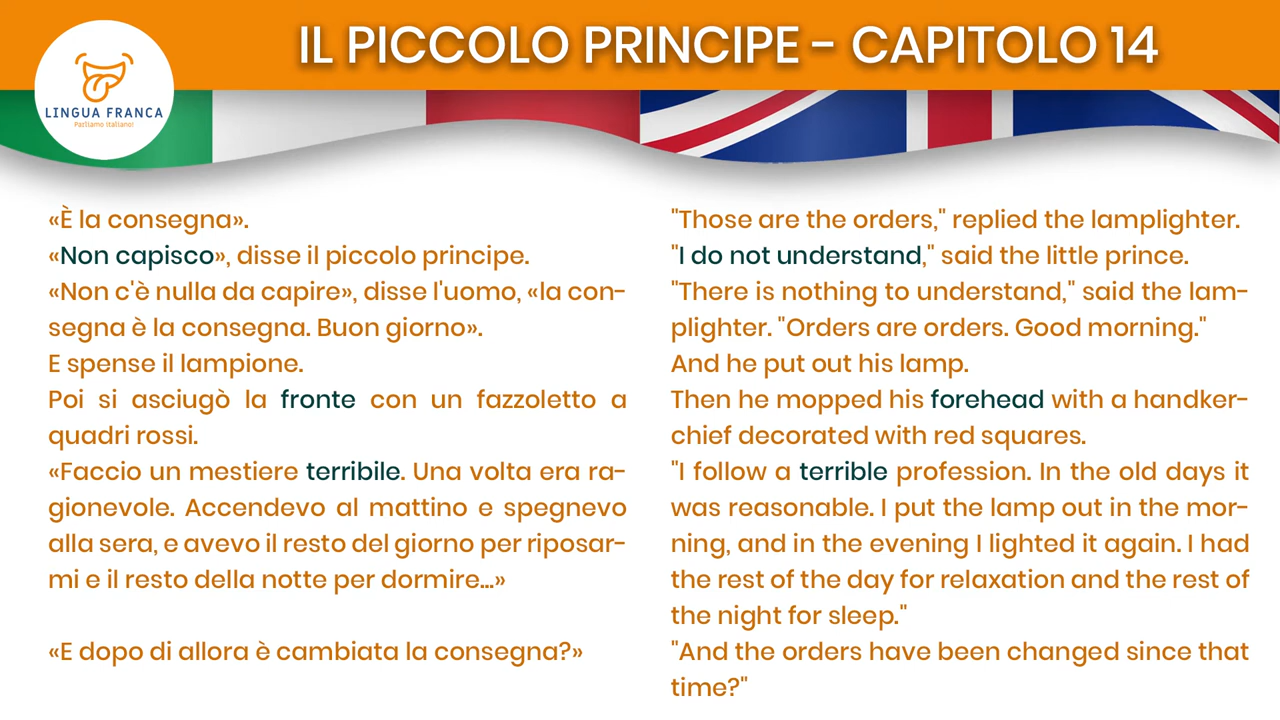 IL PICCOLO PRINCIPE - CAPITOLO 14
LINGUA FRANCA
Parliamo Italiano!
«È la consegna».
«Non capisco», disse il piccolo principe.
«Non c'è nulla da capire», disse l'uomo, «la con-
segna è la consegna. Buon giorno».
E spense il lampione.
Poi si asciugò la fronte con un fazzoletto a
quadri rossi.
«Faccio un mestiere terribile. Una volta era ra-
gionevole. Accendevo al mattino e spegnevo
alla sera, e avevo il resto del giorno per riposar-
mi e il resto della notte per dormire...»
«E dopo di allora è cambiata la consegna?»
"Those are the orders," replied the lamplighter.
"I do not understand," said the little prince.
"There is nothing to understand," said the lam-
plighter. "Orders are orders. Good morning."
And he put out his lamp.
Then he mopped his forehead with a handker-
chief decorated with red squares.
"I follow a terrible profession. In the old days it
was reasonable. I put the lamp out in the mor-
ning, and in the evening I lighted it again. I had
the rest of the day for relaxation and the rest of
the night for sleep."
"And the orders have been changed since that
time?"